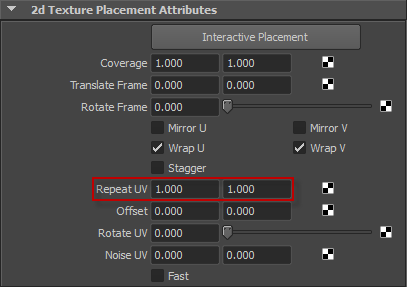 2d Texture Placement Attributes
Interactive Placement
Coverage 1.000 1.000
Translate Frame 0.000 0.000
Rotate Frame 0.000
Mirror U Mirror V
Wrap U Wrap V
Stagger
Repeat UV 1.000 1.000
Offset 0.000 0.000
Rotate UV 0.000
Noise UV 0.000 0.000
Fast